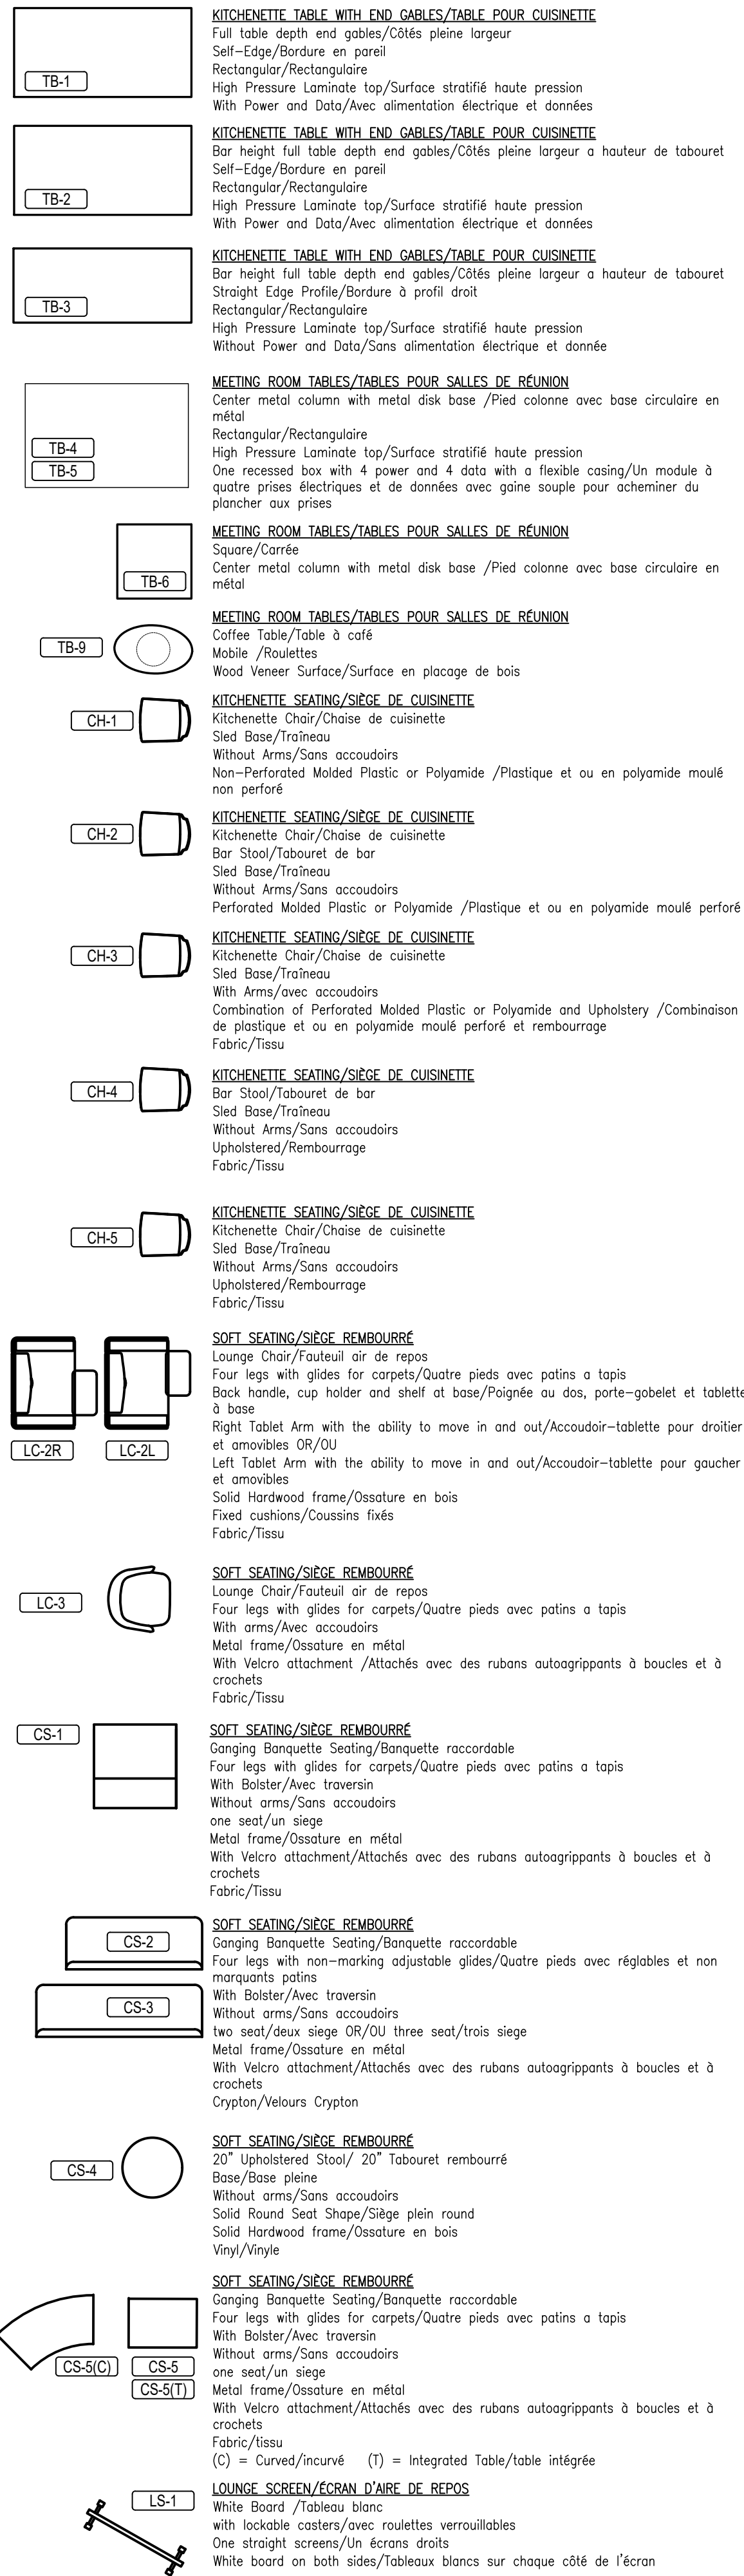 KITCHENETTE TABLE WITH END GABLES/TABLE POUR CUISINETTE
Full table depth end gables/Côtés pleine largeur
Self-Edge/Bordure en pareil
Rectangular/Rectangulaire
TB-1
High Pressure Laminate top/Surface stratifié haute pression
With Power and Data/Avec alimentation électrique et données
KITCHENETTE TABLE WITH END GABLES/TABLE POUR CUISINETTE
Bar height full table depth end gables/Côtés pleine largeur a hauteur de tabouret
Self-Edge/Bordure en pareil
Rectangular/Rectangulaire
TB-2
High Pressure Laminate top/Surface stratifié haute pression
With Power and Data/Avec alimentation électrique et données
KITCHENETTE TABLE WITH END GABLES/TABLE POUR CUISINETTE
Bar height full table depth end gables/Côtés pleine largeur a hauteur de tabouret
Straight Edge Profile/Bordure à profil droit
TB-3
Rectangular/Rectangulaire
High Pressure Laminate top/Surface stratifié haute pression
Without Power and Data/Sans alimentation électrique et donnée
MEETING ROOM TABLES/TABLES POUR SALLES DE RÉUNION
Center metal column with metal disk base /Pied colonne avec base circulaire en
métal
Rectangular/Rectangulaire
TB-4
High Pressure Laminate top/Surface stratifié haute pression
TB-5
One recessed box with 4 power and 4 data with a flexible casing/Un module à
quatre prises électriques et de données avec gaine souple pour acheminer du
plancher aux prises
MEETING ROOM TABLES/TABLES POUR SALLES DE RÉUNION
Square/Carrée
Center metal column with metal disk base /Pied colonne avec base circulaire en
métal
TB-6
MEETING ROOM TABLES/TABLES POUR SALLES DE RÉUNION
Coffee Table/Table à café
TB-9
Mobile /Roulettes
Wood Veneer Surface/Surface en placage de bois
KITCHENETTE SEATING/SIÈGE DE CUISINETTE
Kitchenette Chair/Chaise de cuisinette
CH-1
Sled Base/Traîneau
Without Arms/Sans accoudoirs
Non-Perforated Molded Plastic or Polyamide /Plastique et ou en polyamide moulé
non perforé
KITCHENETTE SEATING/SIÈGE DE CUISINETTE
CH-2
Kitchenette Chair/Chaise de cuisinette
Bar Stool/Tabouret de bar
Sled Base/Traîneau
Without Arms/Sans accoudoirs
Perforated Molded Plastic or Polyamide /Plastique et ou en polyamide moulé perforé
KITCHENETTE SEATING/SIÈGE DE CUISINETTE
CH-3
Kitchenette Chair/Chaise de cuisinette
Sled Base/Traîneau
With Arms/avec accoudoirs
Combination of Perforated Molded Plastic or Polyamide and Upholstery /Combinaison
de plastique et ou en polyamide moulé perforé et rembourrage
Fabric/Tissu
KITCHENETTE SEATING/SIÈGE DE CUISINETTE
CH-4
Bar Stool/Tabouret de bar
Sled Base/Traîneau
Without Arms/Sans accoudoirs
Upholstered/Rembourrage
Fabric/Tissu
KITCHENETTE SEATING/SIÈGE DE CUISINETTE
Kitchenette Chair/Chaise de cuisinette
CH-5
Sled Base/Traîneau
Without Arms/Sans accoudoirs
Upholstered/Rembourrage
Fabric/Tissu
SOFT SEATING/SIÈGE REMBOURRÉ
Lounge Chair/Fauteuil air de repos
Four legs with glides for carpets/Quatre pieds avec patins a tapis
Back handle, cup holder and shelf at base/Poignée au dos, porte-gobelet et tablette
à base
Right Tablet Arm with the ability to move in and out/Accoudoir-tablette pour droitier
et amovibles OR/OU
LC-2R
LC-2L
Left Tablet Arm with the ability to move in and out/Accoudoir-tablette pour gaucher
et amovibles
Solid Hardwood frame/Ossature en bois
Fixed cushions/Coussins fixés
Fabric/Tissu
SOFT SEATING/SIÈGE REMBOURRÉ
Lounge Chair/Fauteuil air de repos
LC-3
Four legs with glides for carpets/Quatre pieds avec patins a tapis
With arms/Avec accoudoirs
Metal frame/Ossature en métal
With Velcro attachment /Attachés avec des rubans autoagrippants à boucles et à
crochets
Fabric/Tissu
SOFT SEATING/SIÈGE REMBOURRÉ
CS-1
Ganging Banquette Seating/Banquette raccordable
Four legs with glides for carpets/Quatre pieds avec patins a tapis
With Bolster/Avec traversin
Without arms/Sans accoudoirs
one seat/un siege
Metal frame/Ossature en métal
With Velcro attachment/Attachés avec des rubans autoagrippants à boucles et à
crochets
Fabric/Tissu
SOFT SEATING/SIÈGE REMBOURRÉ
CS-2
Ganging Banquette Seating/Banquette raccordable
Four legs with non-marking adjustable glides/Quatre pieds avec réglables et non
marquants patins
With Bolster/Avec traversin
CS-3
Without arms/Sans accoudoirs
two seat/deux siege OR/OU three seat/trois siege
Metal frame/Ossature en métal
With Velcro attachment/Attachés avec des rubans autoagrippants à boucles et à
crochets
Crypton/Velours Crypton
SOFT SEATING/SIÈGE REMBOURRÉ
20" Upholstered Stool/ 20" Tabouret rembourré
CS-4
Base/Base pleine
Without arms/Sans accoudoirs
Solid Round Seat Shape/Siège plein round
Solid Hardwood frame/Ossature en bois
Vinyl/Vinyle
SOFT SEATING/SIÈGE REMBOURRÉ
Ganging Banquette Seating/Banquette raccordable
Four legs with glides for carpets/Quatre pieds avec patins a tapis
With Bolster/Avec traversin
Without arms/Sans accoudoirs
CS-5(C)
CS-5
one seat/un siege
CS-5(T)
Metal frame/Ossature en métal
With Velcro attachment/Attachés avec des rubans autoagrippants à boucles et à
crochets
Fabric/tissu
(C) = Curved/incurvé (T) = Integrated Table/table intégrée
LOUNGE SCREEN/ÉCRAN D'AIRE DE REPOS
LS-1
White Board /Tableau blanc
with lockable casters/avec roulettes verrouillables
One straight screens/Un écrans droits
White board on both sides/Tableaux blancs sur chaque côté de l'écran